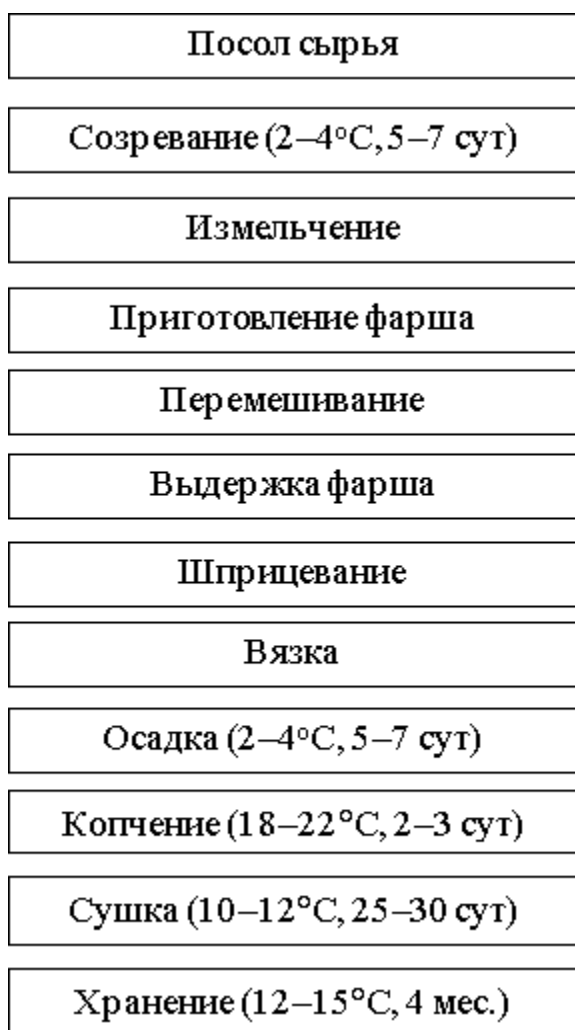 Посол сырья
Созревание (2–4°С, 5–7 сут)
Измельчение
Приготовление фарша
Перемешивание
Выдержка фарша
Шприцевание
Вязка
Осадка (2–4°С, 5–7 сут)
Копчение (18–22°С, 2–3 сут)
Сушка (10–12°С, 25–30 сут)
Хранение (12–15°С, 4 мес.)